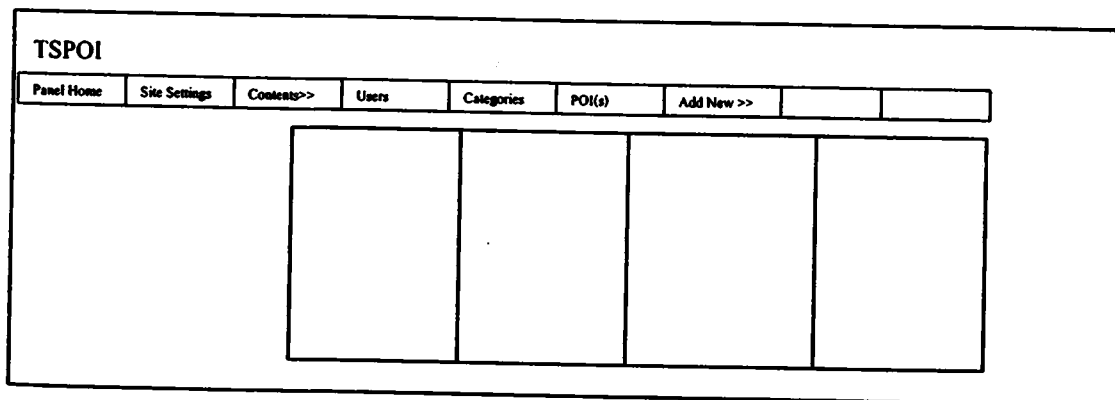 TSPOI
Panel Home Site Settings Contents>> Users Categories POI(s) Add New >>